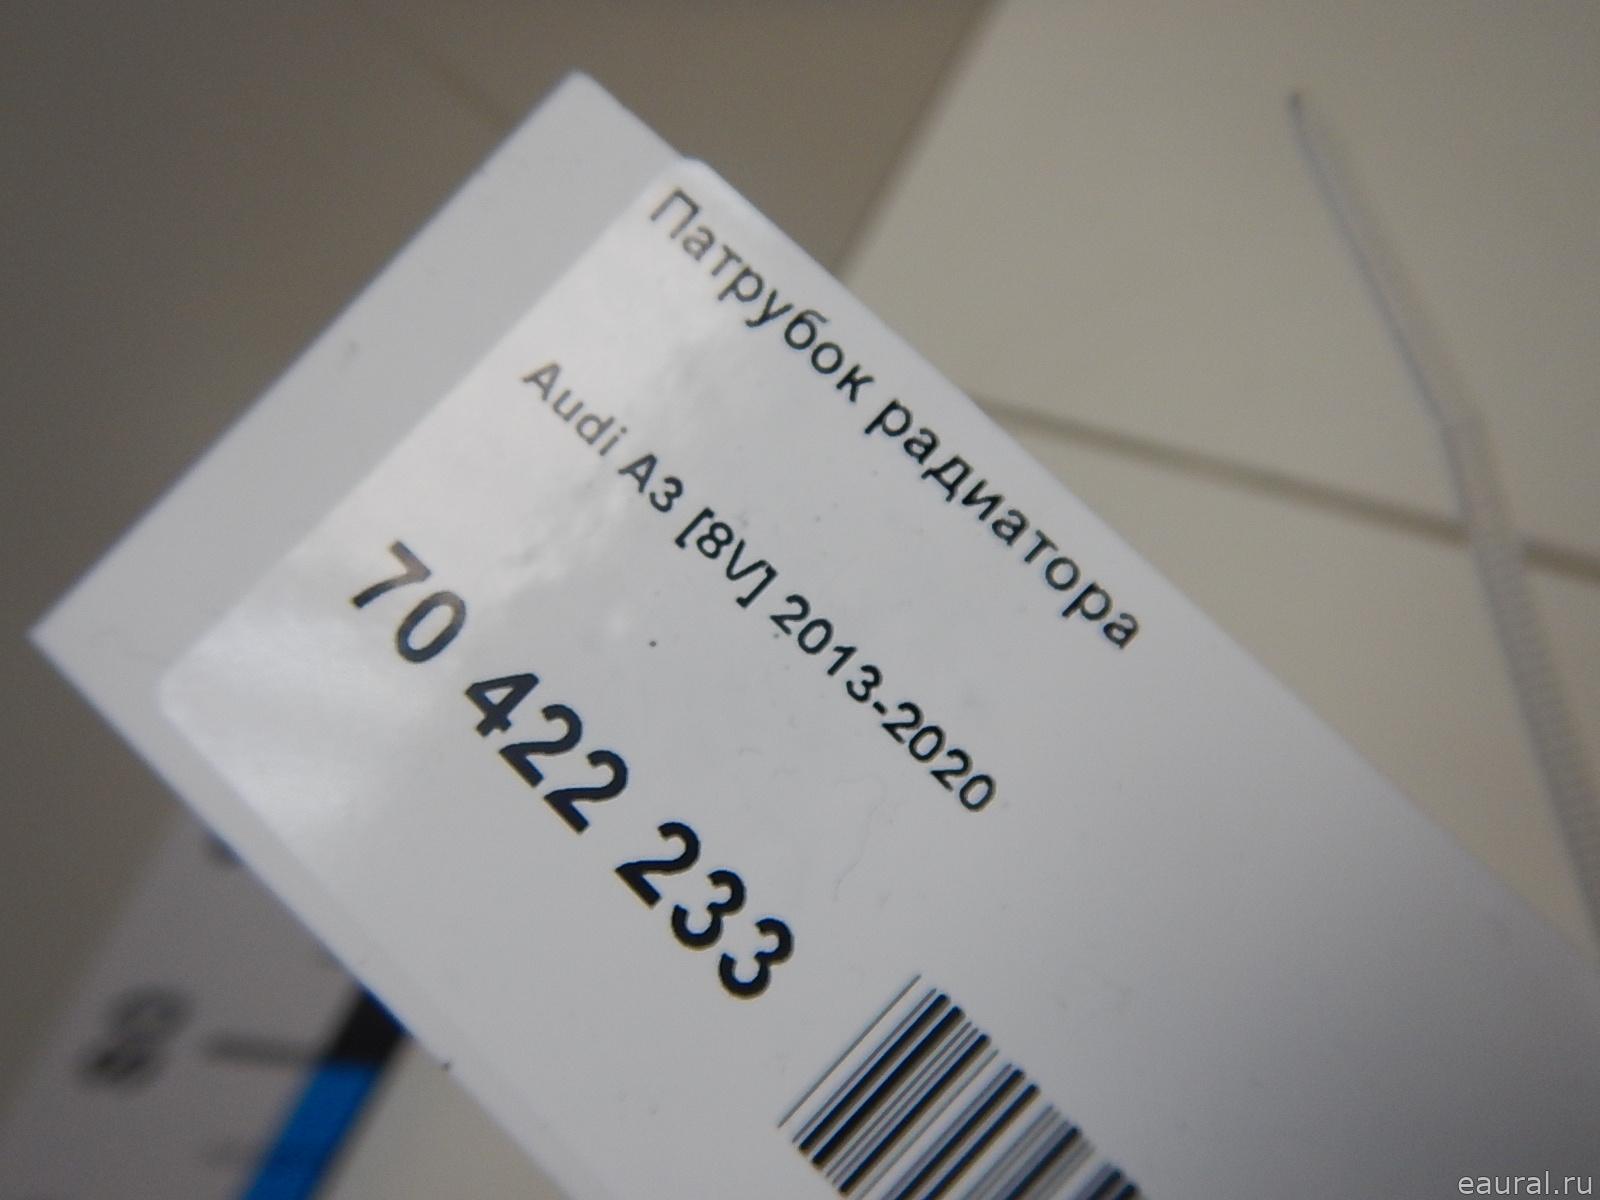 Патрубок радиатора
Audi A3 [8V] 2013-2020
70 422 233
eaural.ru